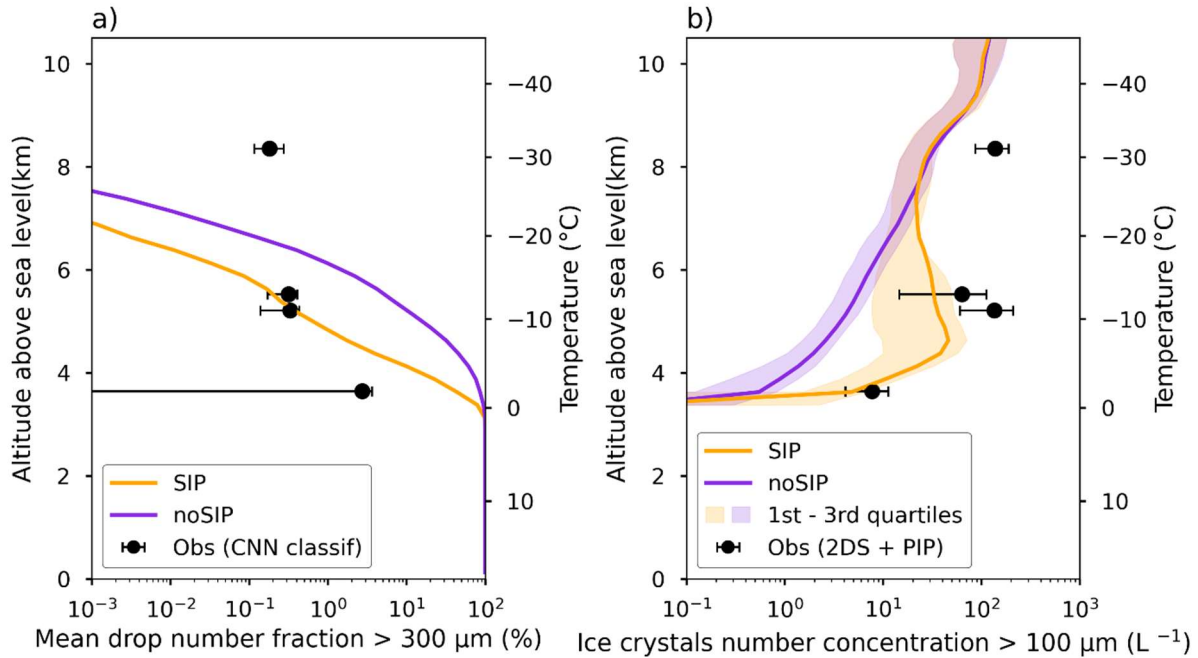 a)
Altitude above sea level(km)
10
8
6
4
2
0
−40
−30
−20
−10
0
10
Temperature (°C)
SIP
noSIP
Obs (CNN classif)
10⁻³
10⁻²
10⁻¹
10⁰
10¹
10²
Mean drop number fraction > 300 μm (%)
b)
Altitude above sea level(km)
10
8
6
4
2
0
−40
−30
−20
−10
0
10
Temperature (°C)
SIP
noSIP
1st - 3rd quartiles
Obs (2DS + PIP)
10⁻¹
10⁰
10¹
10²
10³
Ice crystals number concentration > 100 μm (L ⁻¹)